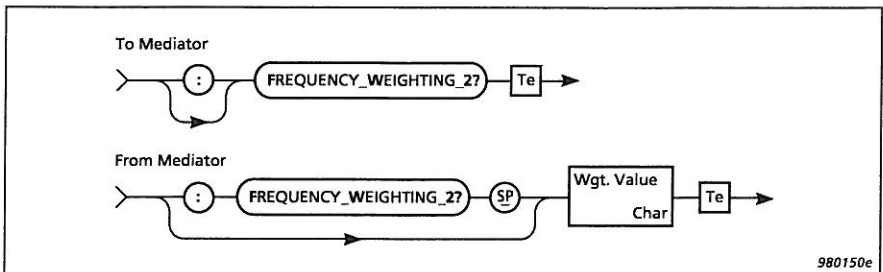 To Mediator
: FREQUENCY_WEIGHTING_2? Te
From Mediator
: FREQUENCY_WEIGHTING_2? SP Wgt. Value Char Te
980150e